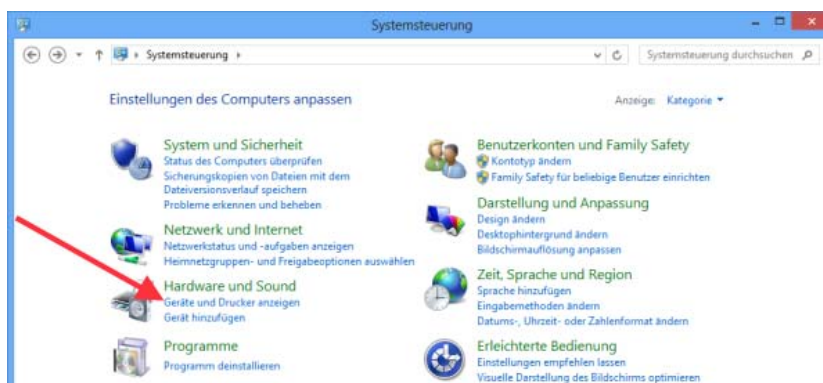 Systemsteuerung
Systemsteuerung
Systemsteuerung durchsuchen
Einstellungen des Computers anpassen
Anzeige: Kategorie
System und Sicherheit
Status des Computers überprüfen
Sicherungskopien von Dateien mit dem
Dateiversionsverlauf speichern
Probleme erkennen und beheben
Netzwerk und Internet
Netzwerkstatus und -aufgaben anzeigen
Heimnetzgruppen- und Freigabeoptionen auswählen
Hardware und Sound
Geräte und Drucker anzeigen
Gerät hinzufügen
Programme
Programm deinstallieren
Benutzerkonten und Family Safety
Kontotyp ändern
Family Safety für beliebige Benutzer einrichten
Darstellung und Anpassung
Design ändern
Desktophintergrund ändern
Bildschirmauflösung anpassen
Zeit, Sprache und Region
Sprache hinzufügen
Eingabemethoden ändern
Datums-, Uhrzeit- oder Zahlenformat ändern
Erleichterte Bedienung
Einstellungen empfehlen lassen
Visuelle Darstellung des Bildschirms optimieren